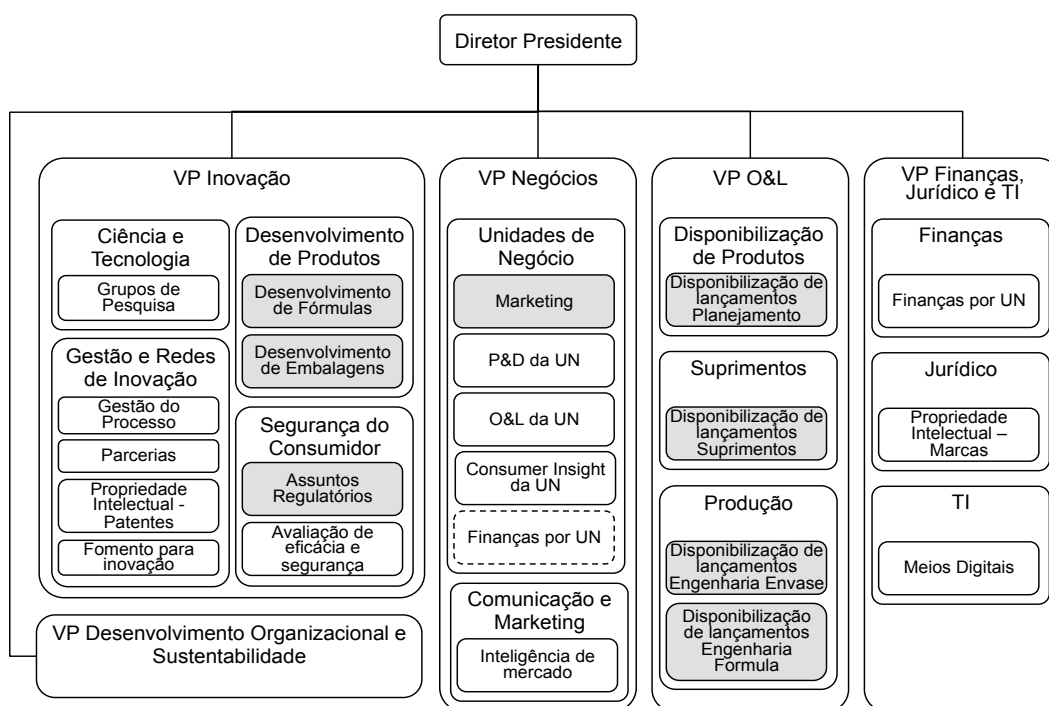 Diretor Presidente
VP Inovação
Ciência e
Tecnologia
Grupos de
Pesquisa
Gestão e Redes
de Inovação
Gestão do
Processo
Parcerias
Propriedade
Intelectual -
Patentes
Fomento para
inovação
Desenvolvimento
de Produtos
Desenvolvimento
de Fórmulas
Desenvolvimento
de Embalagens
Segurança do
Consumidor
Assuntos
Regulatórios
Avaliação de
eficácia e
segurança
VP Desenvolvimento Organizacional e
Sustentabilidade
VP Negócios
Unidades de
Negócio
Marketing
P&D da UN
O&L da UN
Consumer Insight
da UN
Finanças por UN
Comunicação e
Marketing
Inteligência de
mercado
VP O&L
Disponibilização
de Produtos
Disponibilização de
lançamentos
Planejamento
Suprimentos
Disponibilização de
lançamentos
Suprimentos
Produção
Disponibilização de
lançamentos
Engenharia Envase
Disponibilização
de lançamentos
Engenharia
Formula
VP Finanças,
Jurídico e TI
Finanças
Finanças por UN
Jurídico
Propriedade
Intelectual –
Marcas
TI
Meios Digitais